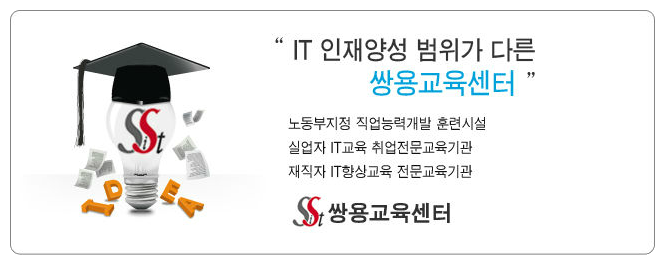 “ IT 인재양성 범위가 다른
쌍용교육센터 ”
노동부지정 직업능력개발 훈련시설
실업자 IT교육 취업전문교육기관
재직자 IT향상교육 전문교육기관
SiSt 쌍용교육센터
SiSt
IDEA